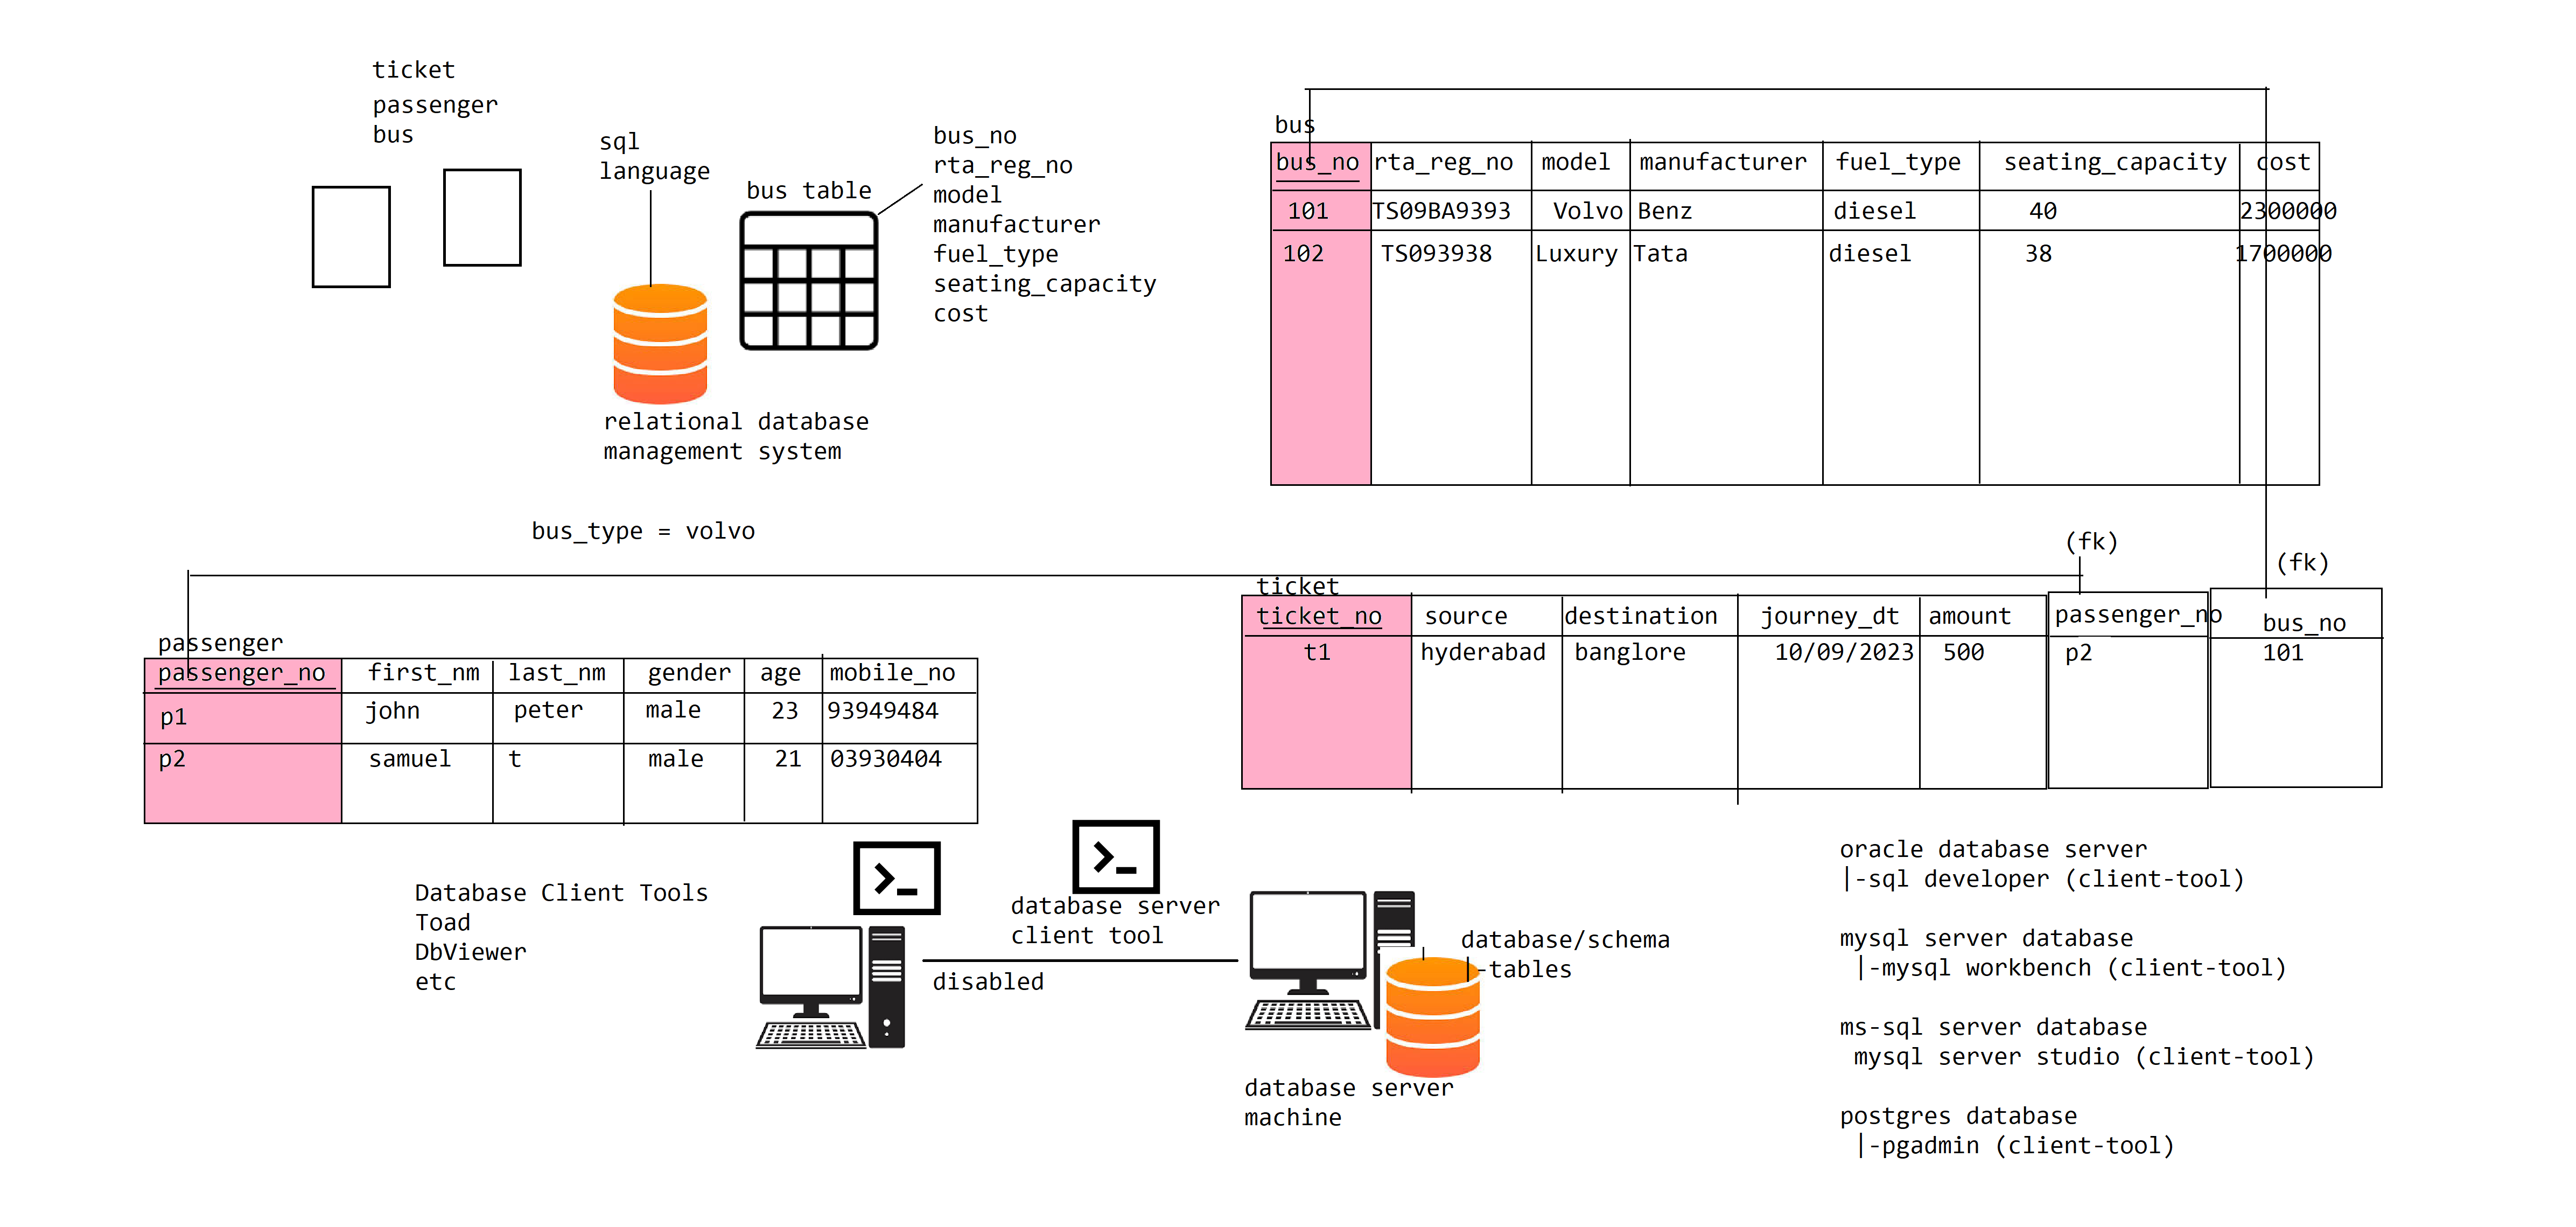 ticket
passenger
bus
sql
language
bus table
bus_no
rta_reg_no
model
manufacturer
fuel_type
seating_capacity
cost
relational database
management system
bus
bus_no rta_reg_no model manufacturer fuel_type seating_capacity cost
101 TS09BA9393 Volvo Benz diesel 40 2300000
102 TS093938 Luxury Tata diesel 38 1700000
bus_type = volvo
(fk)
(fk)
passenger
passenger_no first_nm last_nm gender age mobile_no
p1 john peter male 23 93949484
p2 samuel t male 21 03930404
ticket
ticket_no source destination journey_dt amount passenger_no bus_no
t1 hyderabad banglore 10/09/2023 500 p2 101
Database Client Tools
Toad
DbViewer
etc
>_
>_
database server
client tool
disabled
database/schema
|-tables
database server
machine
oracle database server
|-sql developer (client-tool)
mysql server database
|-mysql workbench (client-tool)
ms-sql server database
mysql server studio (client-tool)
postgres database
|-pgadmin (client-tool)